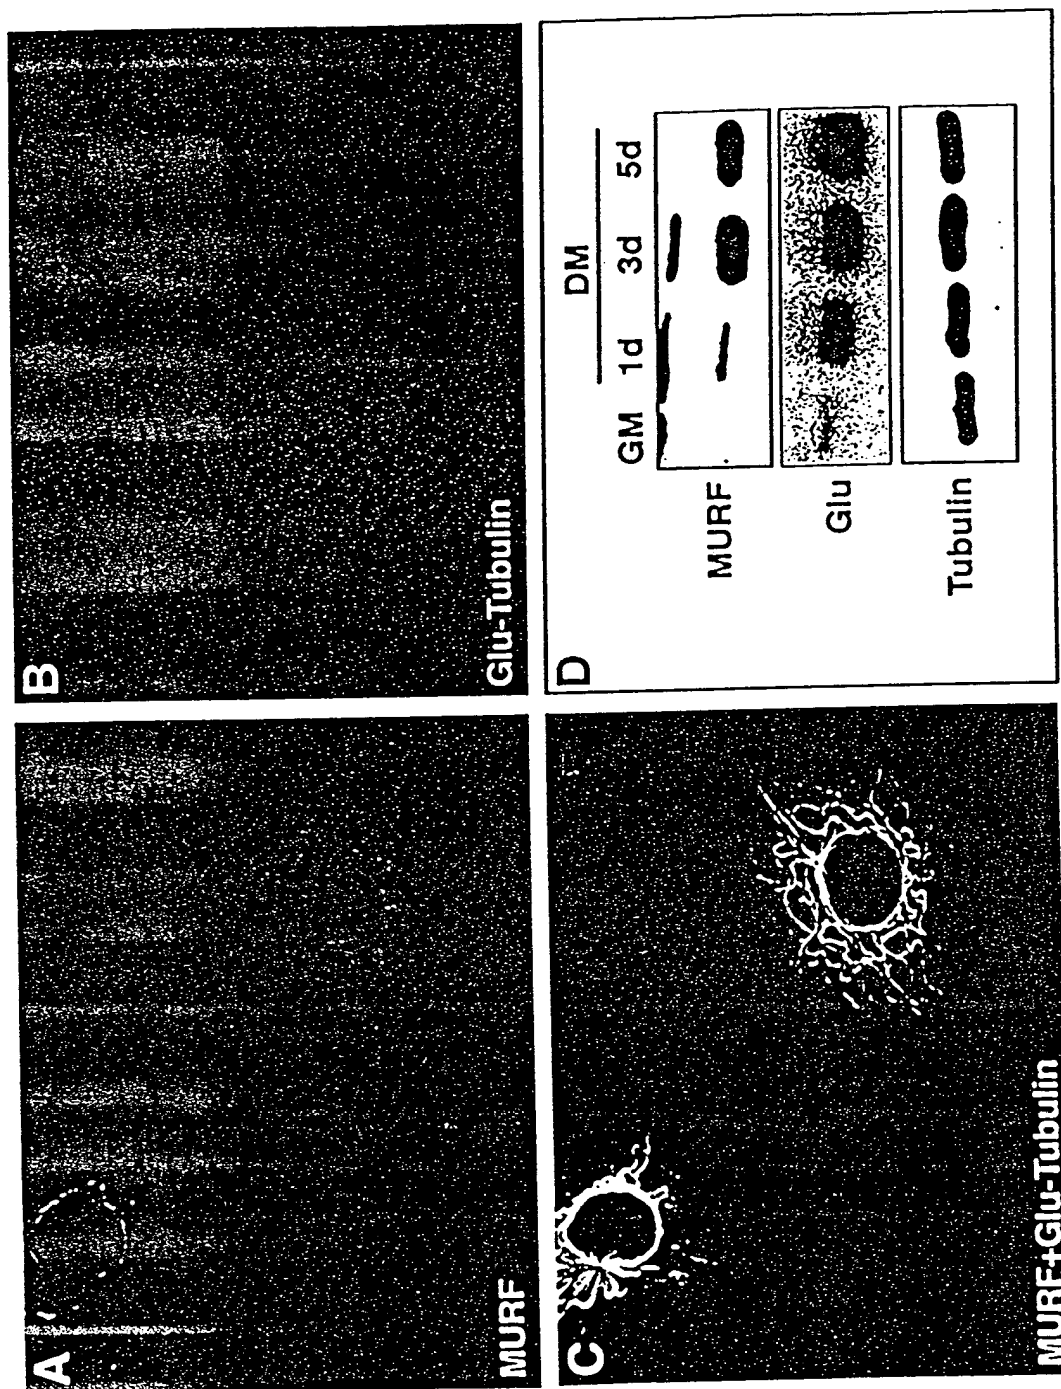 A
MURF
B
Glu-Tubulin
C
MURF+Glu-Tubulin
D
DM
GM 1d 3d 5d
MURF
Glu
Tubulin